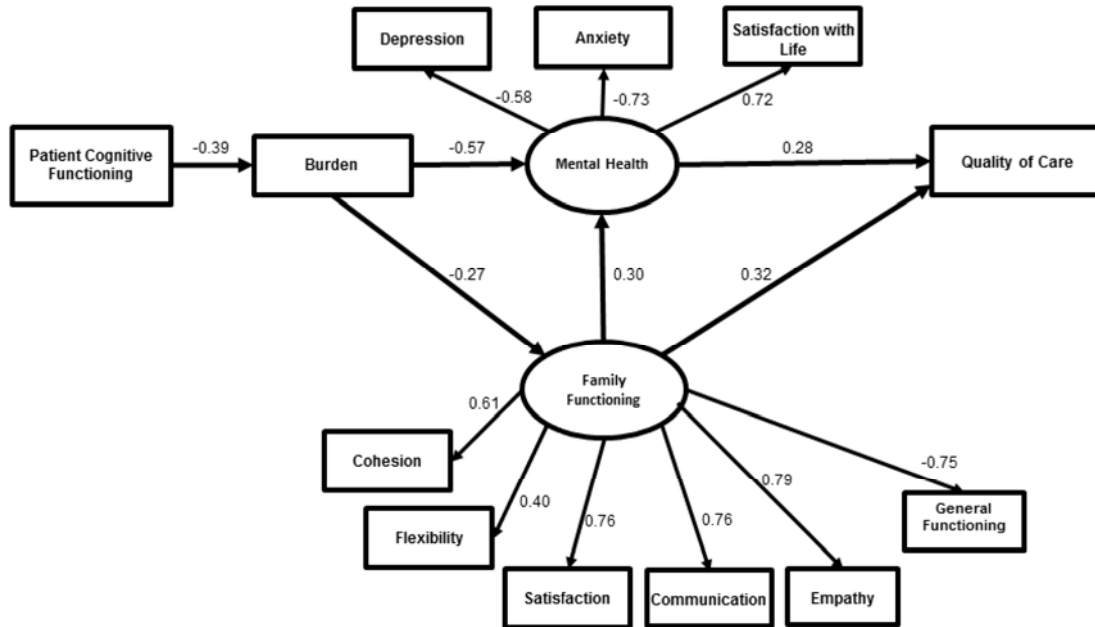 Depression
Anxiety
Satisfaction with
Life
-0.58
-0.73
0.72
Patient Cognitive
Functioning
-0.39
Burden
-0.57
Mental Health
0.28
Quality of Care
-0.27
0.30
0.32
Family
Functioning
0.61
Cohesion
0.40
Flexibility
0.76
Satisfaction
0.76
Communication
0.79
Empathy
-0.75
General
Functioning